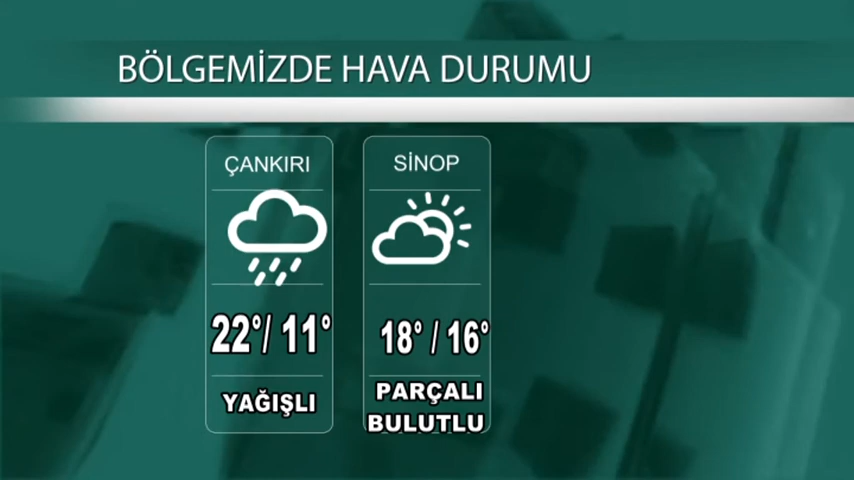 BÖLGEMİZDE HAVA DURUMU
ÇANKIRI
22°/ 11°
YAĞIŞLI
SİNOP
18° / 16°
PARÇALI
BULUTLU